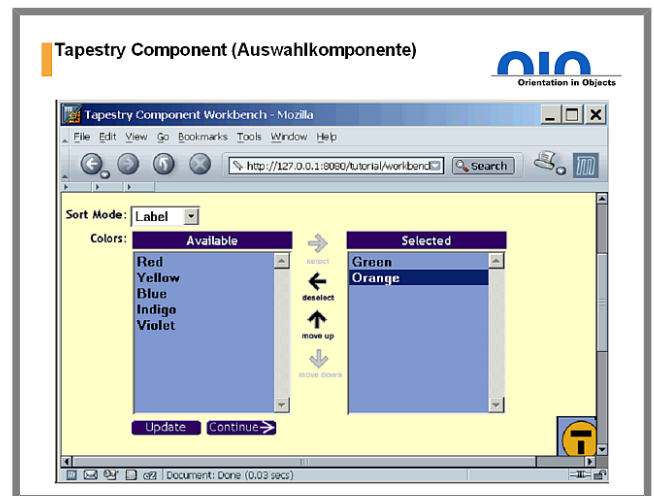 Tapestry Component (Auswahlkomponente)
OIO
Orientation in Objects
Tapestry Component Workbench - Mozilla
File Edit View Go Bookmarks Tools Window Help
http://127.0.0.1:8080/tutorial/workbenc
Search
Sort Mode: Label
Colors:
Available
Red
Yellow
Blue
Indigo
Violet
select
deselect
move up
move down
Selected
Green
Orange
Update
Continue
T
Document: Done (0.03 secs)